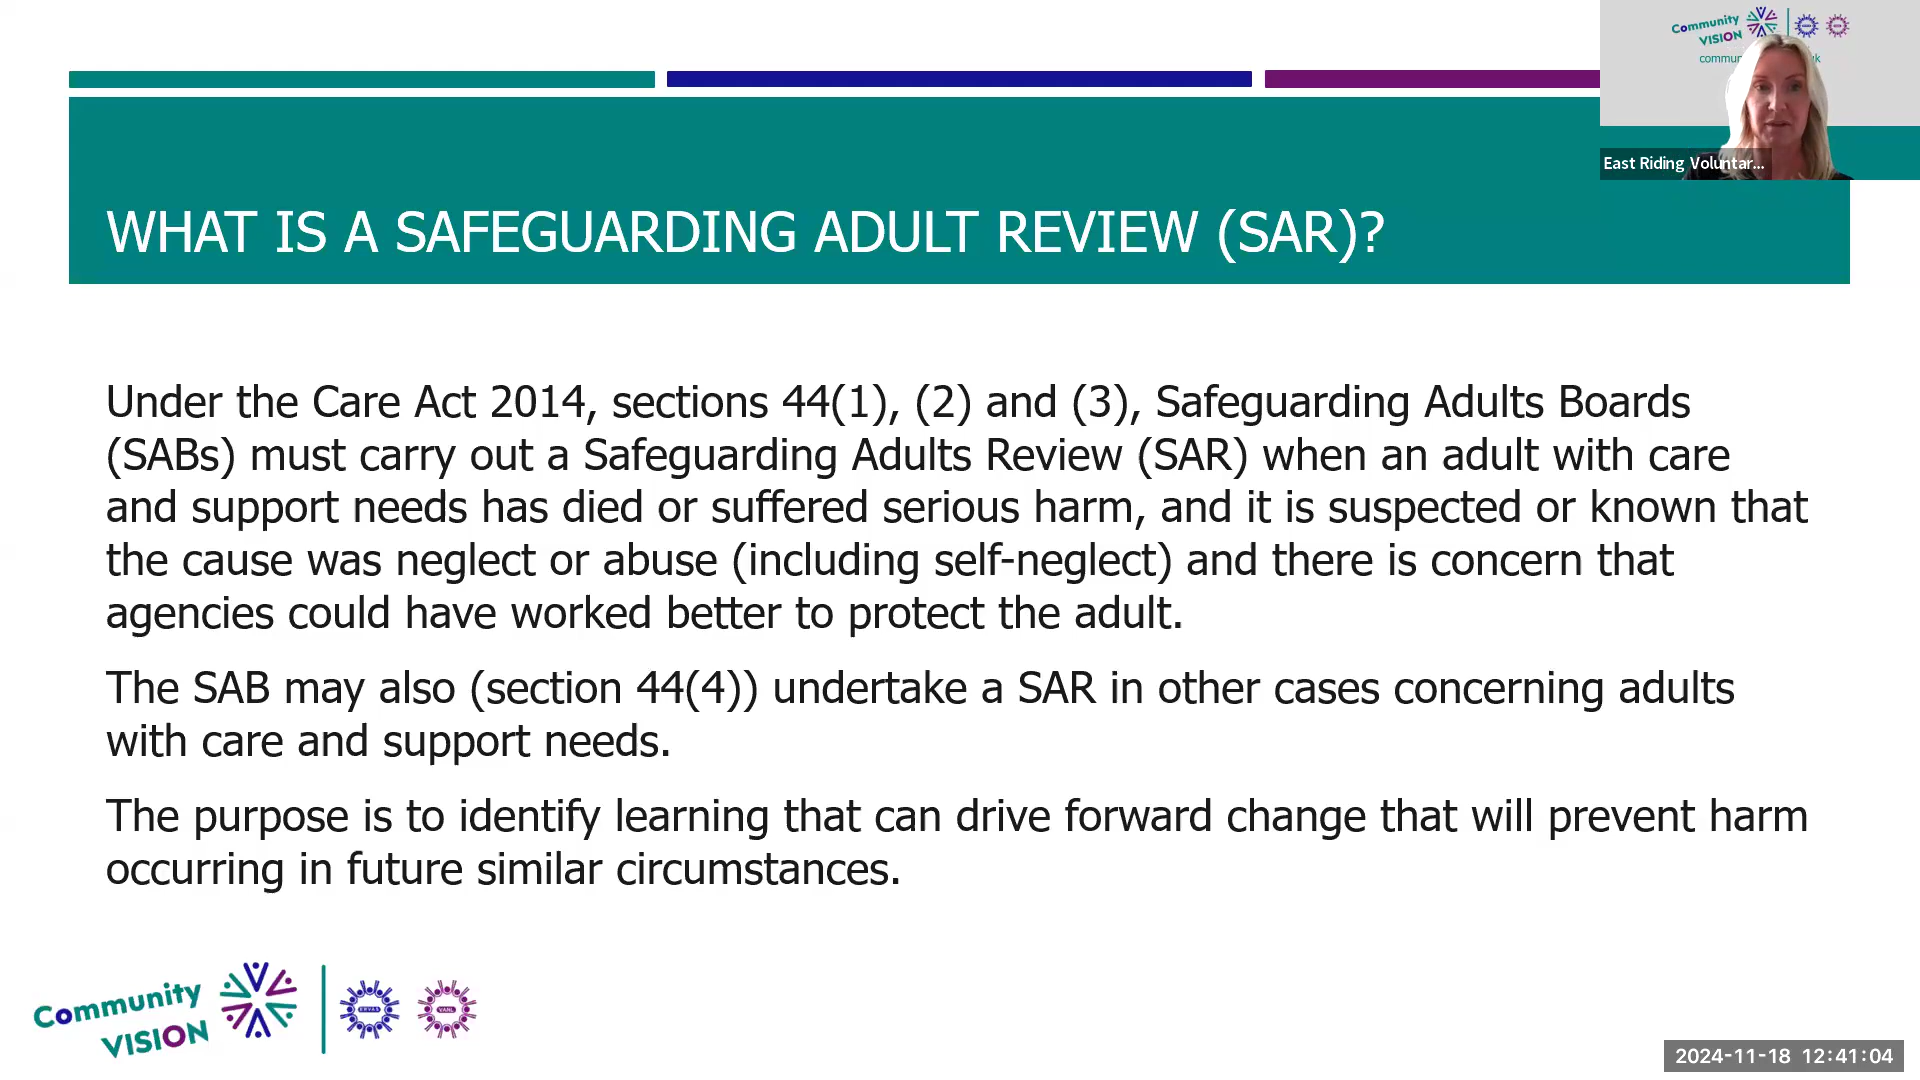 Community
VISION
commun
uk
East Riding Voluntar...
WHAT IS A SAFEGUARDING ADULT REVIEW (SAR)?
Under the Care Act 2014, sections 44(1), (2) and (3), Safeguarding Adults Boards
(SABs) must carry out a Safeguarding Adults Review (SAR) when an adult with care
and support needs has died or suffered serious harm, and it is suspected or known that
the cause was neglect or abuse (including self-neglect) and there is concern that
agencies could have worked better to protect the adult.
The SAB may also (section 44(4)) undertake a SAR in other cases concerning adults
with care and support needs.
The purpose is to identify learning that can drive forward change that will prevent harm
occurring in future similar circumstances.
Community
VISION
ERVAS
VANL
2024-11-18 12:41:04